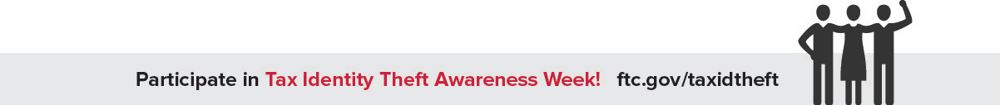 Participate in Tax Identity Theft Awareness Week! ftc.gov/taxidtheft